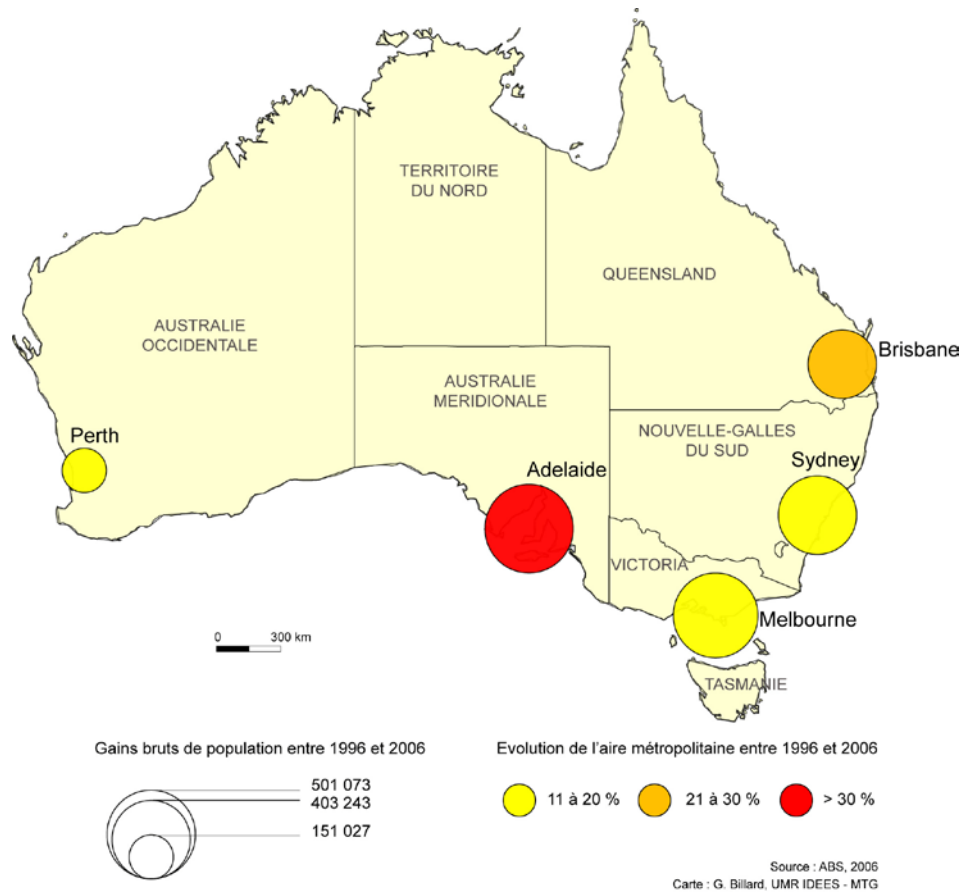 TERRITOIRE
DU NORD
QUEENSLAND
AUSTRALIE
OCCIDENTALE
Brisbane
AUSTRALIE
MERIDIONALE
NOUVELLE-GALLES
DU SUD
Perth
Adelaide
Sydney
VICTORIA
Melbourne
0 300 km
TASMANIE
Gains bruts de population entre 1996 et 2006
501 073
403 243
151 027
Evolution de l'aire métropolitaine entre 1996 et 2006
11 à 20 % 21 à 30 % > 30 %
Source : ABS, 2006
Carte : G. Billard, UMR IDEES - MTG